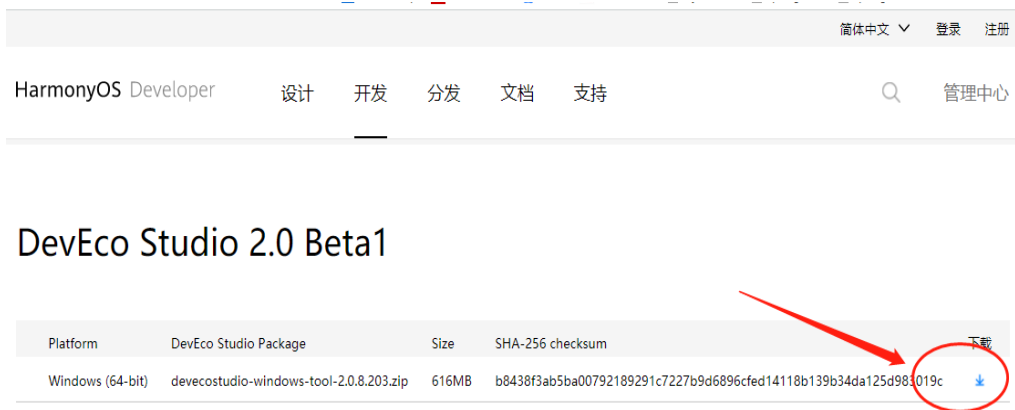 简体中文 登录 注册
HarmonyOS Developer 设计 开发 分发 文档 支持 管理中心
DevEco Studio 2.0 Beta1
Platform DevEco Studio Package Size SHA-256 checksum 下载
Windows (64-bit) devecostudio-windows-tool-2.0.8.203.zip 616MB b8438f3ab5ba00792189291c7227b9d6896cfed14118b139b34da125d983019c